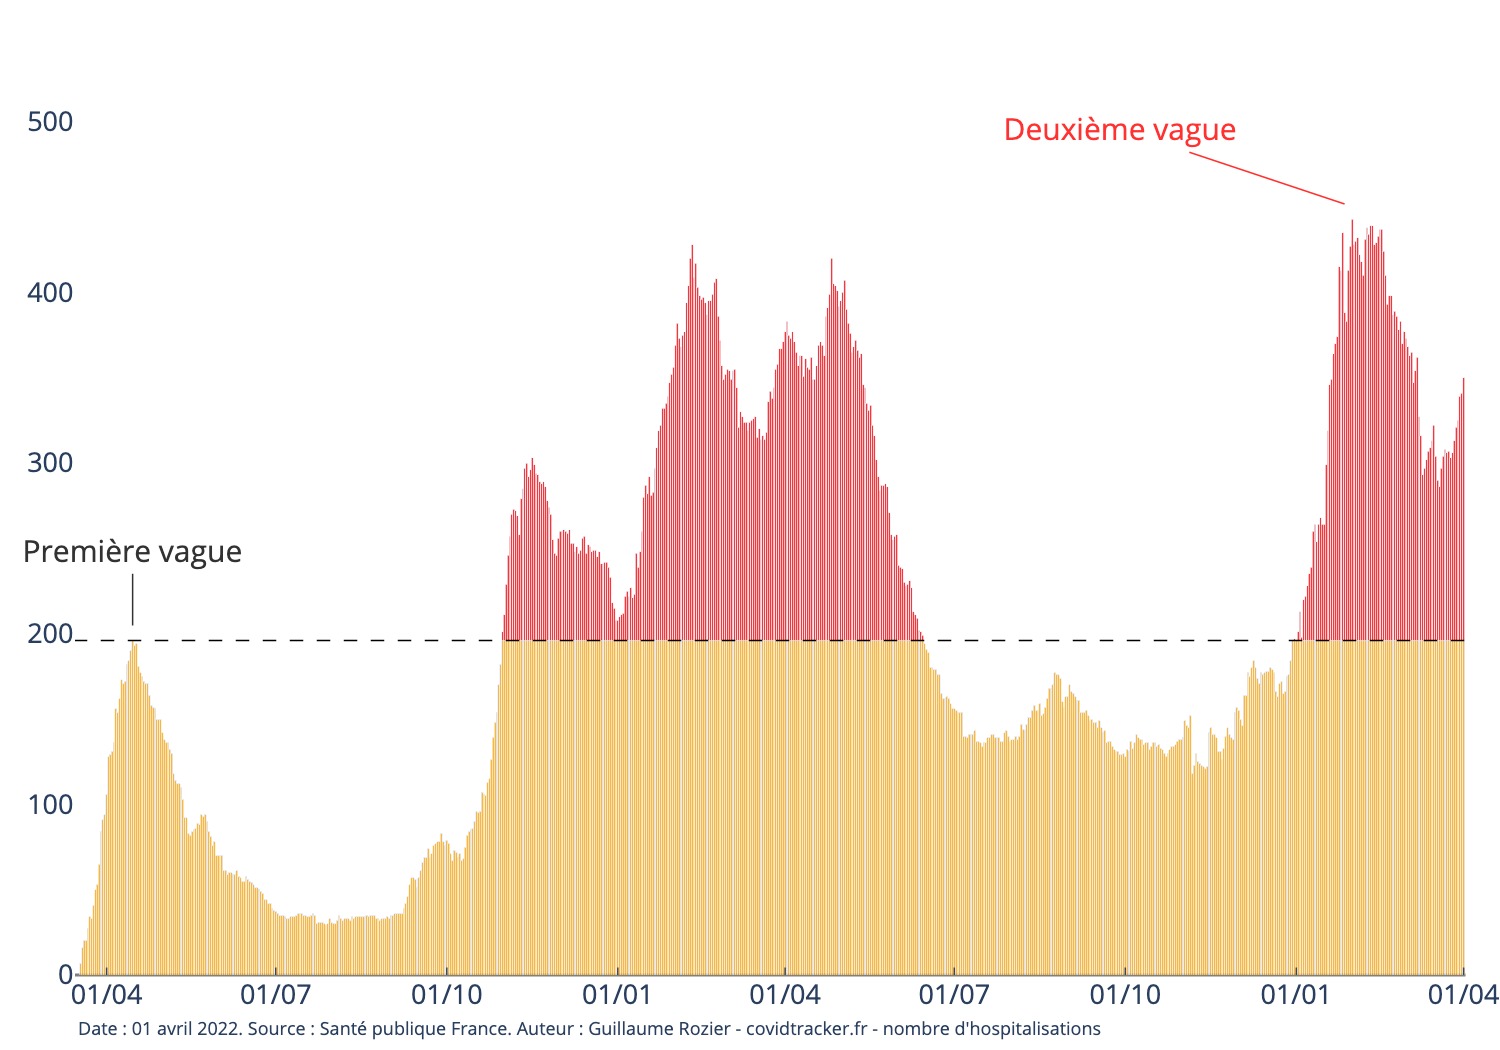 500
Deuxième vague
400
300
Première vague
200
100
0
01/04 01/07 01/10 01/01 01/04 01/07 01/10 01/01 01/04
Date : 01 avril 2022. Source : Santé publique France. Auteur : Guillaume Rozier - covidtracker.fr - nombre d'hospitalisations